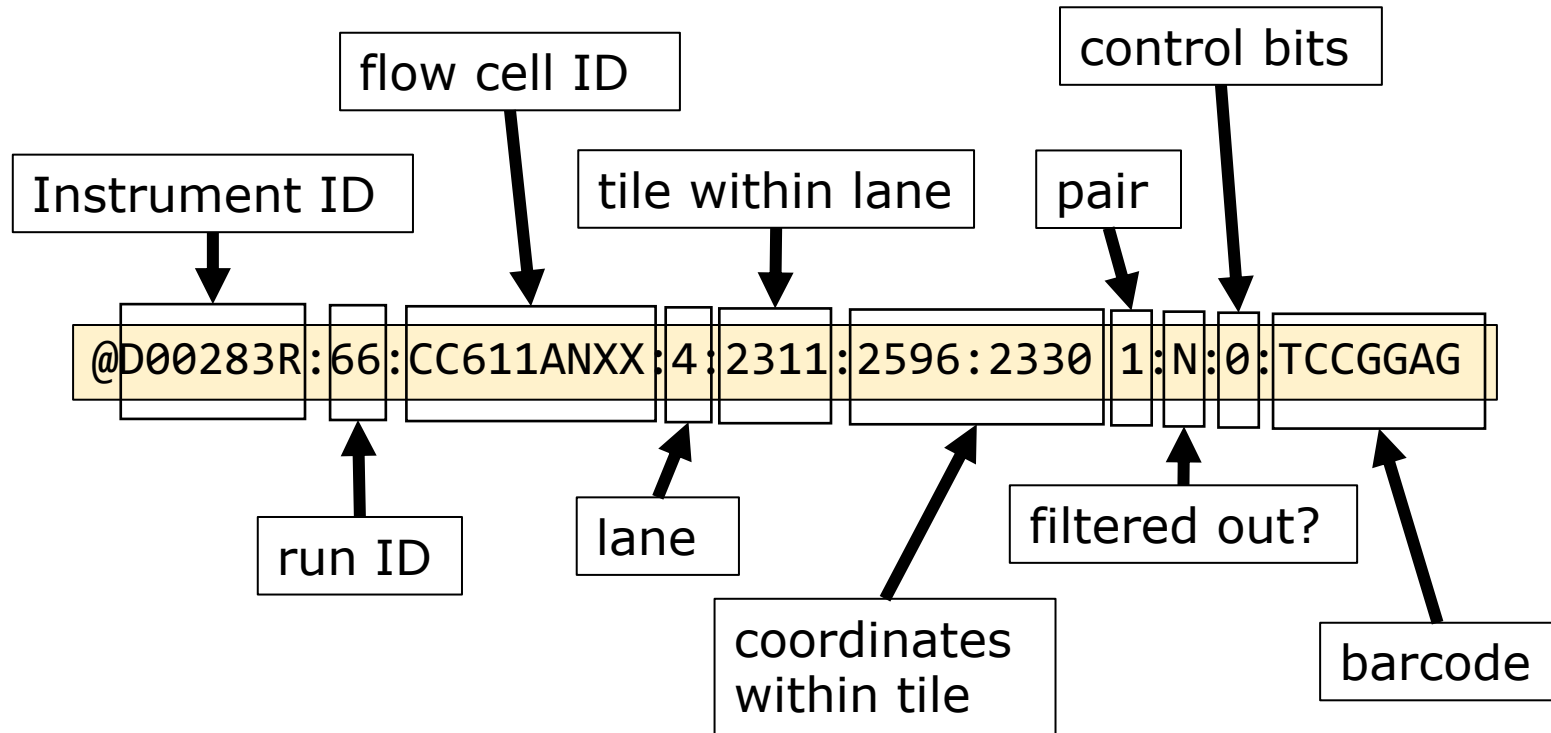 control bits
flow cell ID
Instrument ID
tile within lane
pair
@D00283R:66:CC611ANXX:4:2311:2596:2330 1:N:0:TCCGGAG
run ID
lane
filtered out?
coordinates
within tile
barcode